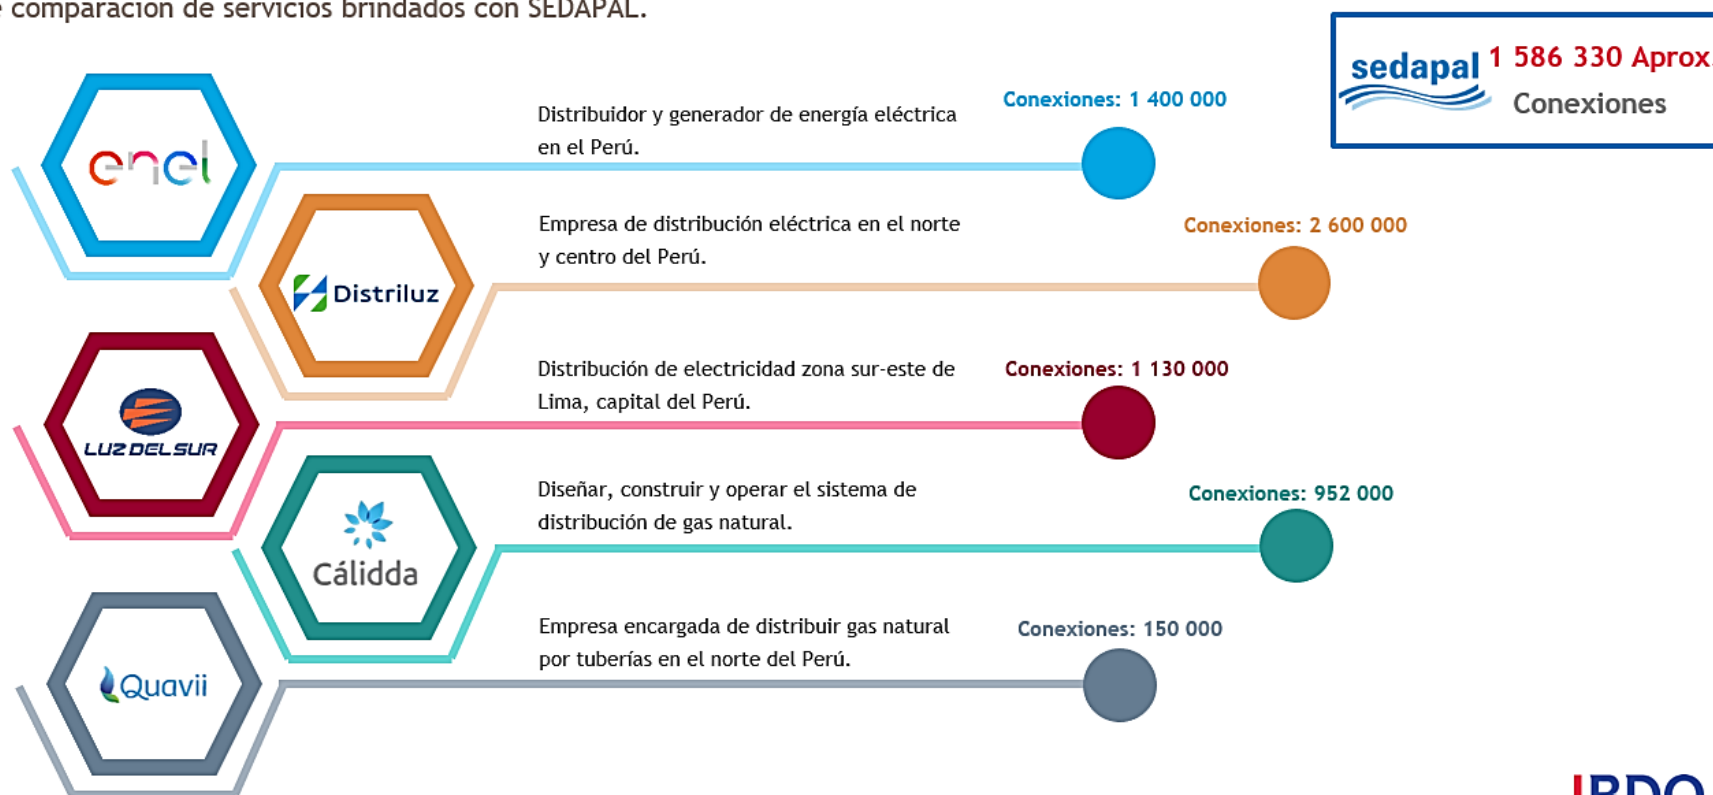 comparación de servicios brindados con SEDAPAL.
sedapal
1 586 330 Aprox.
Conexiones
enel
Distribuidor y generador de energía eléctrica
en el Perú.
Conexiones: 1 400 000
Distriluz
Empresa de distribución eléctrica en el norte
y centro del Perú.
Conexiones: 2 600 000
LUZ DEL SUR
Distribución de electricidad zona sur-este de
Lima, capital del Perú.
Conexiones: 1 130 000
Cálidda
Diseñar, construir y operar el sistema de
distribución de gas natural.
Conexiones: 952 000
Quavii
Empresa encargada de distribuir gas natural
por tuberías en el norte del Perú.
Conexiones: 150 000
BDO